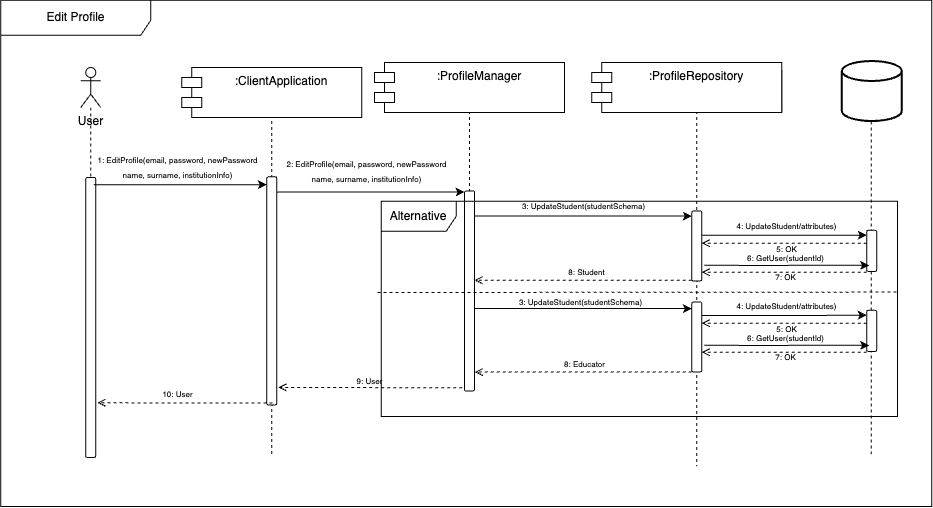 Edit Profile
:ClientApplication
:ProfileManager
:ProfileRepository
User
1: EditProfile(email, password, newPassword
name, surname, institutionInfo)
2: EditProfile(email, password, newPassword
name, surname, institutionInfo)
Alternative
3: UpdateStudent(studentSchema)
4: UpdateStudent/attributes)
5: OK
6: GetUser(studentId)
7: OK
8: Student
3: UpdateStudent(studentSchema)
4: UpdateStudent/attributes)
5: OK
6: GetUser(studentId)
7: OK
8: Educator
9: User
10: User